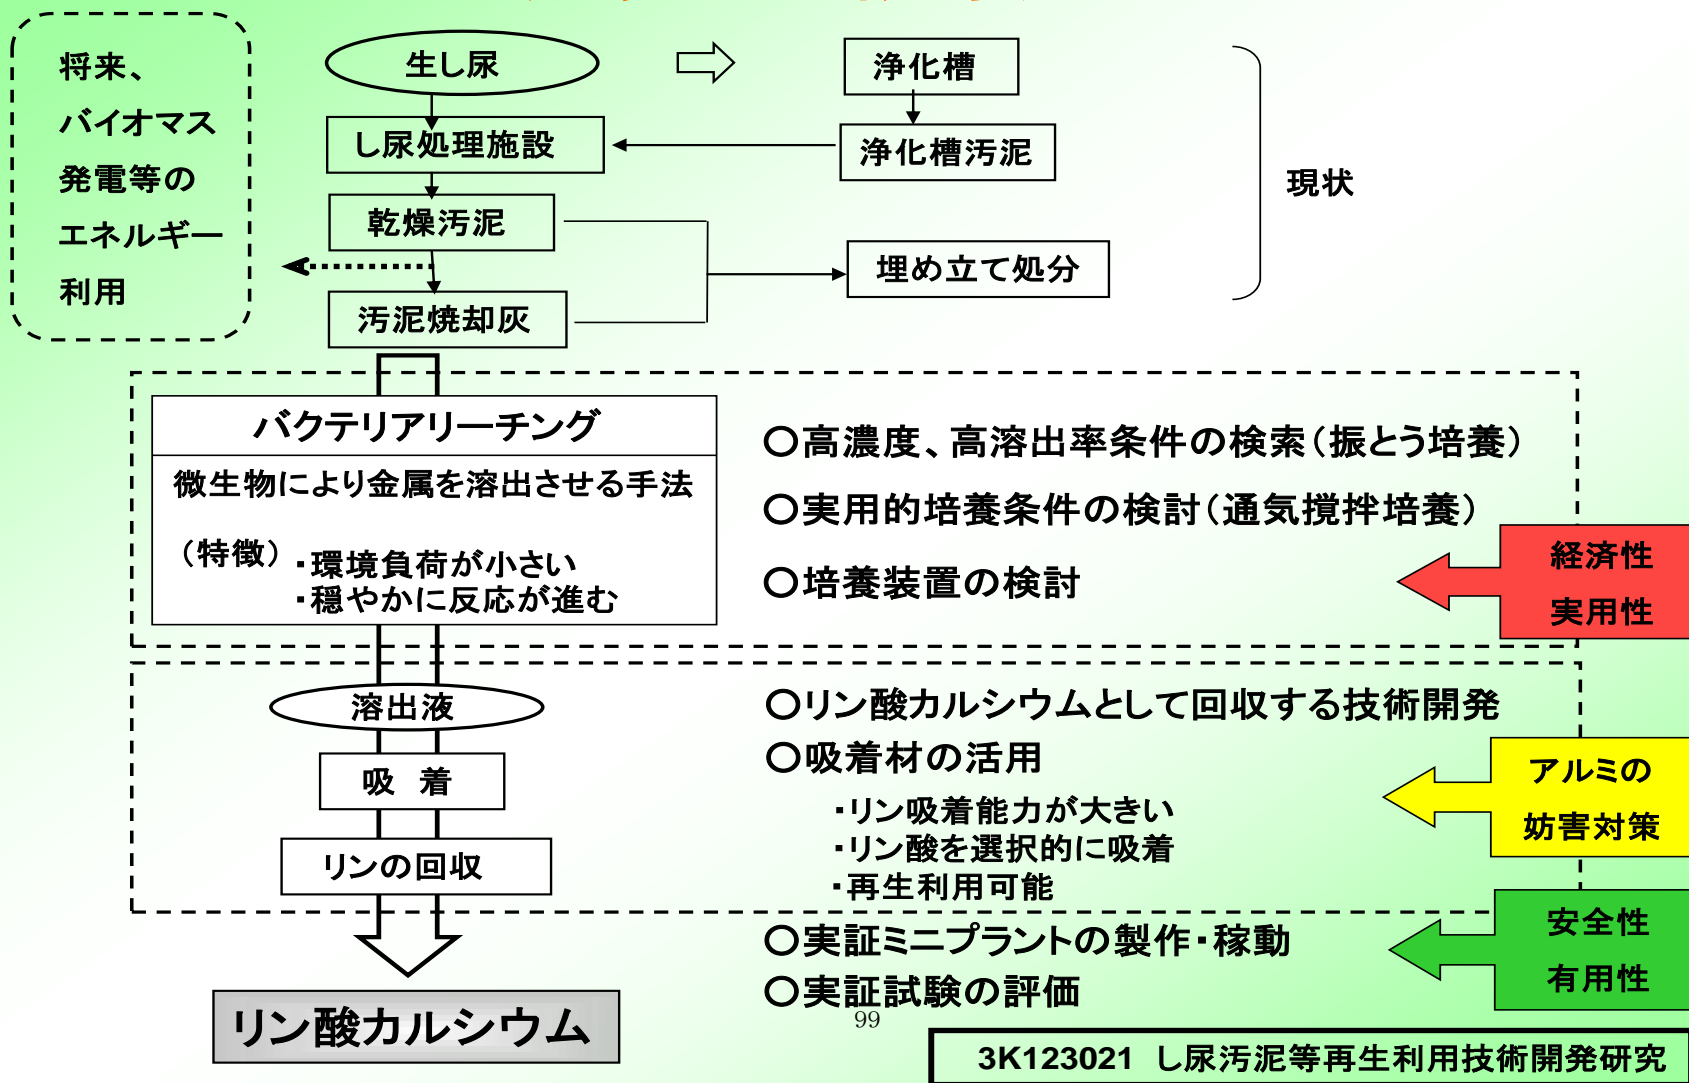 将来、
バイオマス
発電等の
エネルギー
利用
生し尿
浄化槽
し尿処理施設
浄化槽汚泥
乾燥汚泥
埋め立て処分
汚泥焼却灰
現状
バクテリアリーチング
微生物により金属を溶出させる手法
（特徴）
・環境負荷が小さい
・穏やかに反応が進む
○高濃度、高溶出率条件の検索（振とう培養）
○実用的培養条件の検討（通気撹拌培養）
○培養装置の検討
経済性
実用性
溶出液
吸　着
リンの回収
○リン酸カルシウムとして回収する技術開発
○吸着材の活用
・リン吸着能力が大きい
・リン酸を選択的に吸着
・再生利用可能
アルミの
妨害対策
○実証ミニプラントの製作・稼動
○実証試験の評価
安全性
有用性
リン酸カルシウム
99
3K123021 し尿汚泥等再生利用技術開発研究